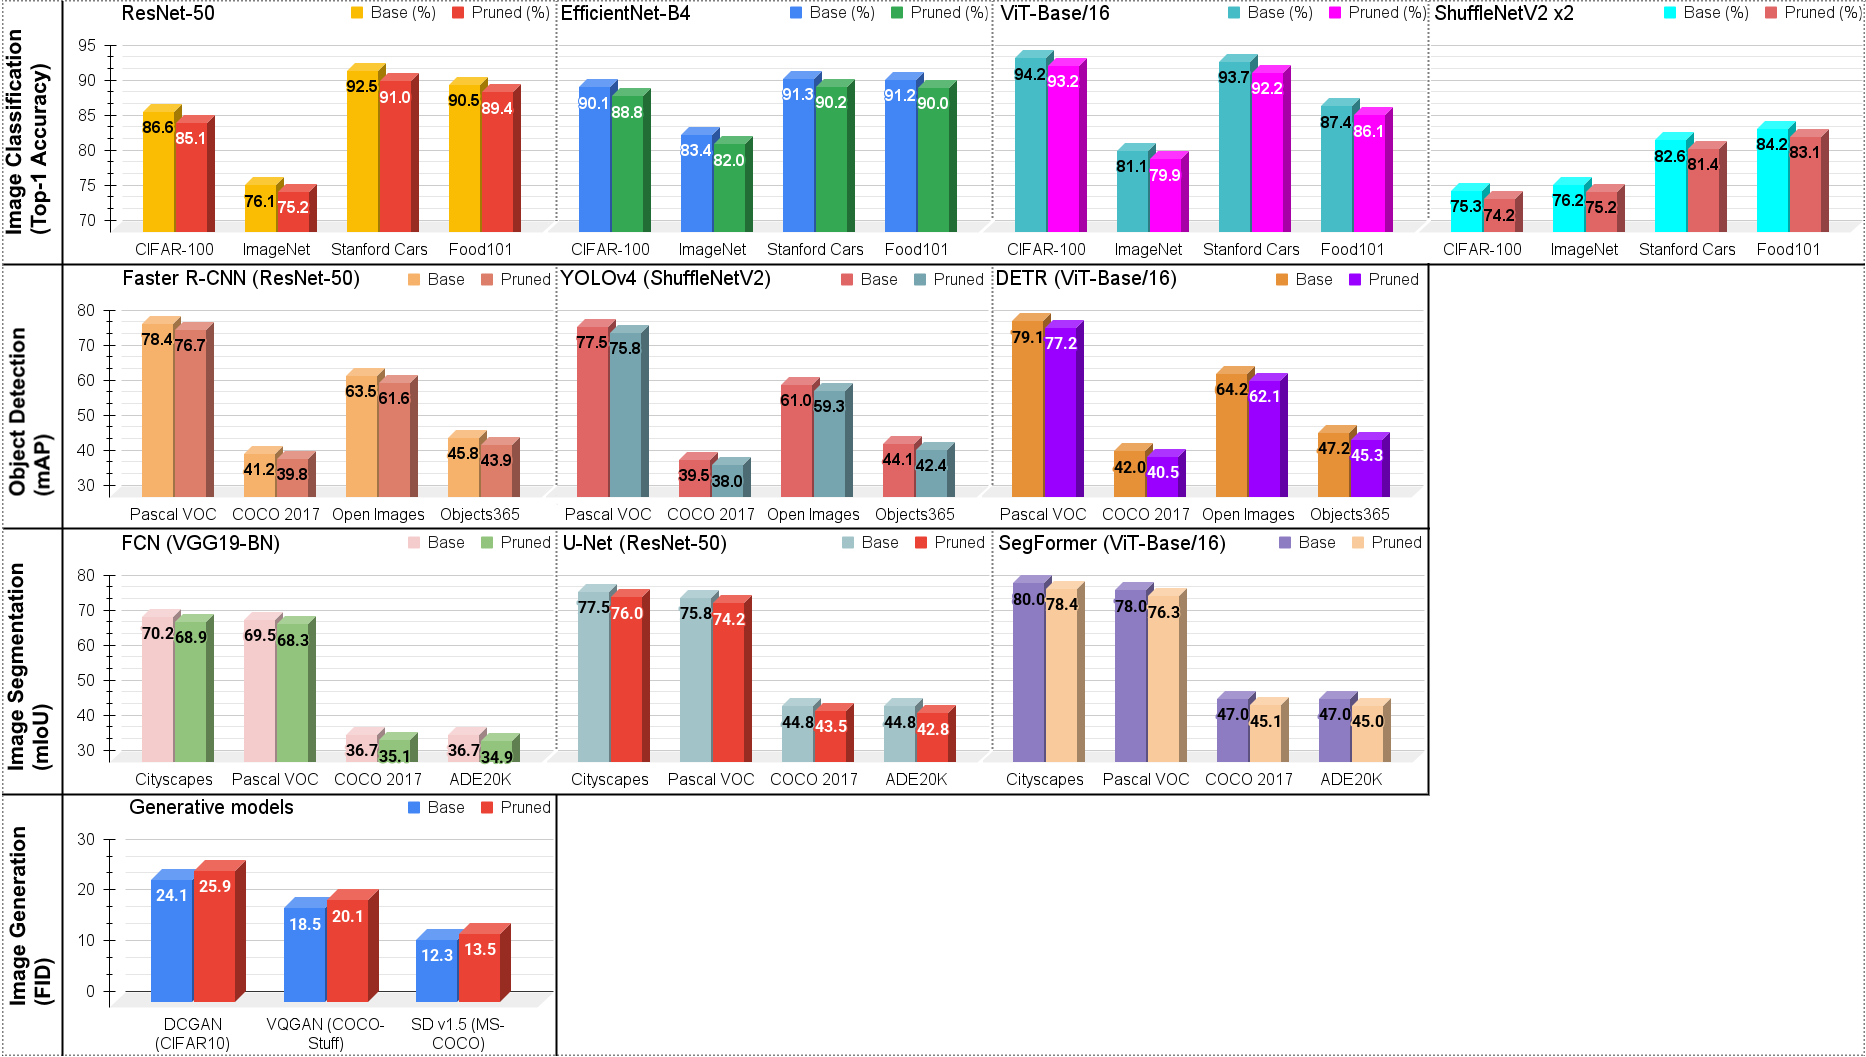 Image Classification
(Top-1 Accuracy)
ResNet-50
Base (%) Pruned (%)
95
90
85
80
75
70
86.6 85.1 76.1 75.2 92.5 91.0 90.5 89.4
CIFAR-100 ImageNet Stanford Cars Food101
EfficientNet-B4
Base (%) Pruned (%)
90.1 88.8 83.4 82.0 91.3 90.2 91.2 90.0
CIFAR-100 ImageNet Stanford Cars Food101
ViT-Base/16
Base (%) Pruned (%)
94.2 93.2 81.1 79.9 93.7 92.2 87.4 86.1
CIFAR-100 ImageNet Stanford Cars Food101
ShuffleNetV2 x2
Base (%) Pruned (%)
75.3 74.2 76.2 75.2 82.6 81.4 84.2 83.1
CIFAR-100 ImageNet Stanford Cars Food101
Object Detection
(mAP)
Faster R-CNN (ResNet-50)
Base Pruned
80
70
60
50
40
30
78.4 76.7 41.2 39.8 63.5 61.6 45.8 43.9
Pascal VOC COCO 2017 Open Images Objects365
YOLOv4 (ShuffleNetV2)
Base Pruned
77.5 75.8 39.5 38.0 61.0 59.3 44.1 42.4
Pascal VOC COCO 2017 Open Images Objects365
DETR (ViT-Base/16)
Base Pruned
79.1 77.2 42.0 40.5 64.2 62.1 47.2 45.3
Pascal VOC COCO 2017 Open Images Objects365
Image Segmentation
(mIoU)
FCN (VGG19-BN)
Base Pruned
80
70
60
50
40
30
70.2 68.9 69.5 68.3 36.7 35.1 36.7 34.9
Cityscapes Pascal VOC COCO 2017 ADE20K
U-Net (ResNet-50)
Base Pruned
77.5 76.0 75.8 74.2 44.8 43.5 44.8 42.8
Cityscapes Pascal VOC COCO 2017 ADE20K
SegFormer (ViT-Base/16)
Base Pruned
80.0 78.4 78.0 76.3 47.0 45.1 47.0 45.0
Cityscapes Pascal VOC COCO 2017 ADE20K
Image Generation
(FID)
Generative models
Base Pruned
30
20
10
0
24.1 25.9 18.5 20.1 12.3 13.5
DCGAN
(CIFAR10)
VQGAN (COCO-
Stuff)
SD v1.5 (MS-
COCO)